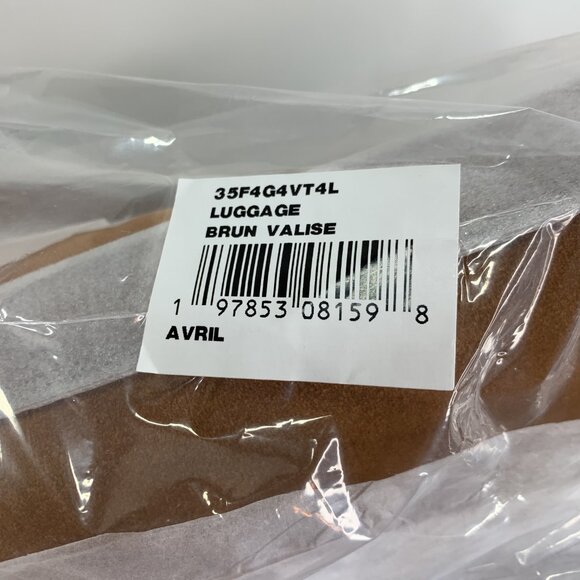 35F4G4VT4L
LUGGAGE
BRUN VALISE
1 97853 08159 8
AVRIL